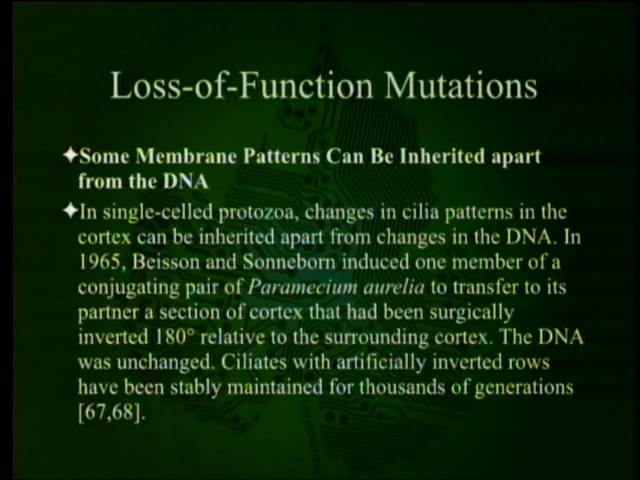 Loss-of-Function Mutations
✦Some Membrane Patterns Can Be Inherited apart
from the DNA
✦In single-celled protozoa, changes in cilia patterns in the
cortex can be inherited apart from changes in the DNA. In
1965, Beisson and Sonneborn induced one member of a
conjugating pair of Paramecium aurelia to transfer to its
partner a section of cortex that had been surgically
inverted 180° relative to the surrounding cortex. The DNA
was unchanged. Ciliates with artificially inverted rows
have been stably maintained for thousands of generations
[67,68].